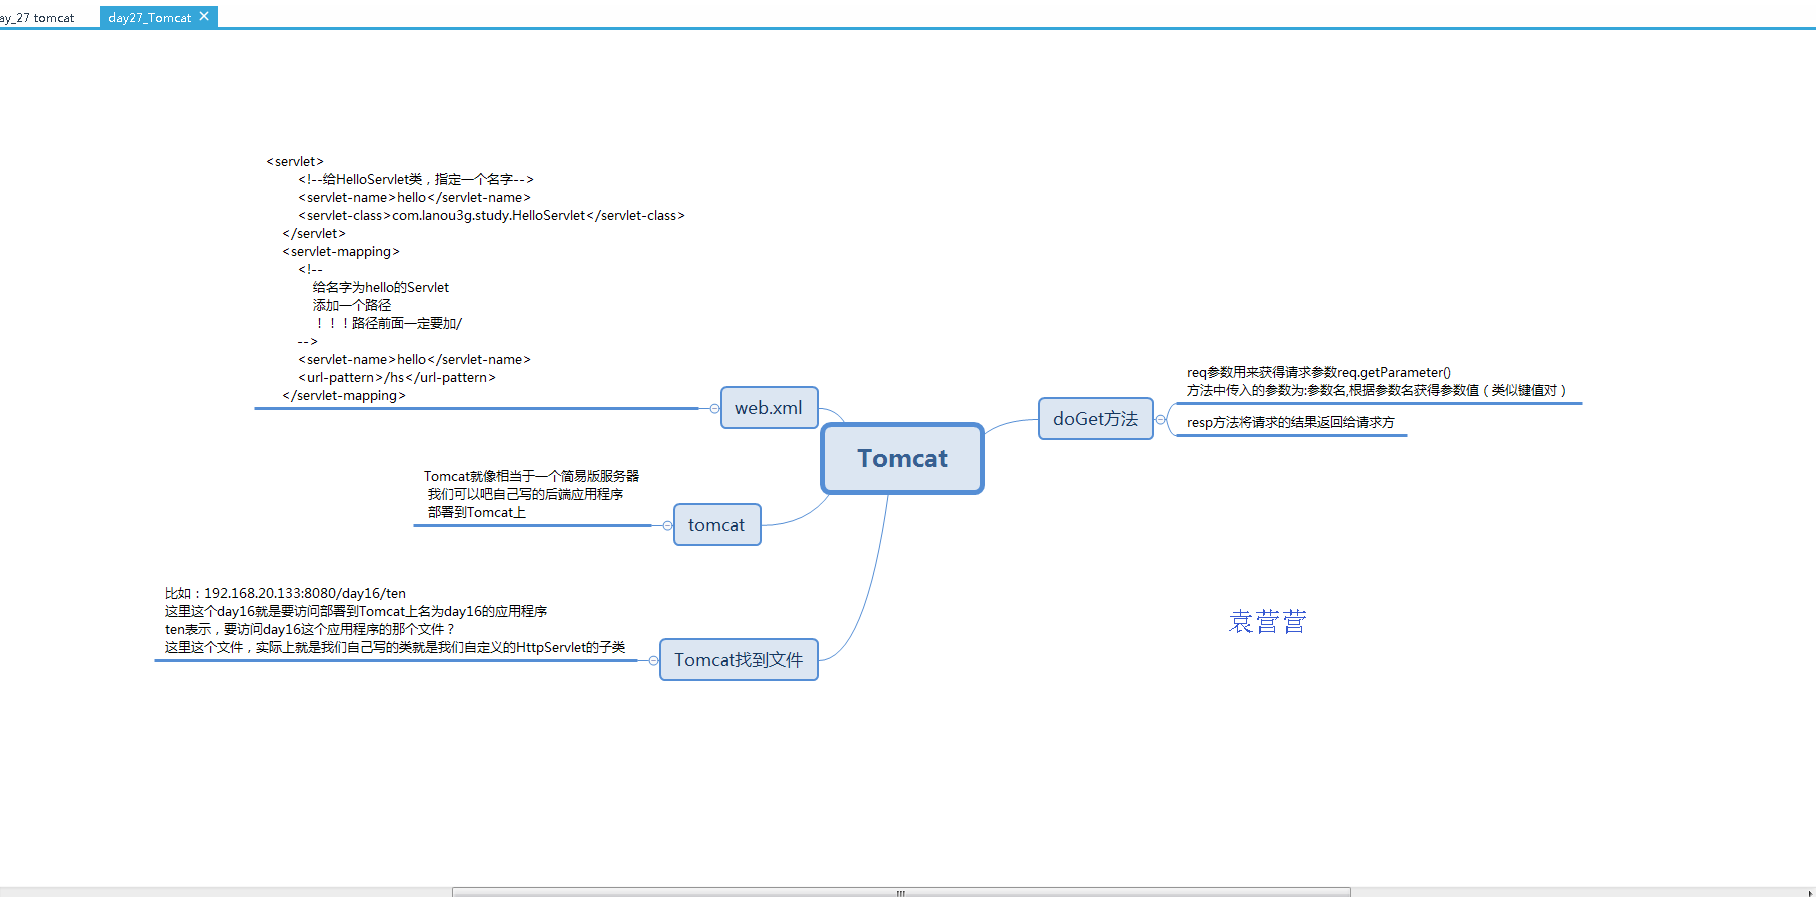 ay_27 tomcat
day27_Tomcat
<servlet>
<!--给HelloServlet类，指定一个名字-->
<servlet-name>hello</servlet-name>
<servlet-class>com.lanou3g.study.HelloServlet</servlet-class>
</servlet>
<servlet-mapping>
<!--
给名字为hello的Servlet
添加一个路径
！！！路径前面一定要加/
-->
<servlet-name>hello</servlet-name>
<url-pattern>/hs</url-pattern>
</servlet-mapping>
web.xml
Tomcat就像相当于一个简易版服务器
我们可以吧自己写的后端应用程序
部署到Tomcat上
tomcat
比如：192.168.20.133:8080/day16/ten
这里这个day16就是要访问部署到Tomcat上名为day16的应用程序
ten表示，要访问day16这个应用程序的那个文件？
这里这个文件，实际上就是我们自己写的类就是我们自定义的HttpServlet的子类
Tomcat找到文件
Tomcat
doGet方法
req参数用来获得请求参数req.getParameter()
方法中传入的参数为:参数名,根据参数名获得参数值（类似键值对）
resp方法将请求的结果返回给请求方
袁营营